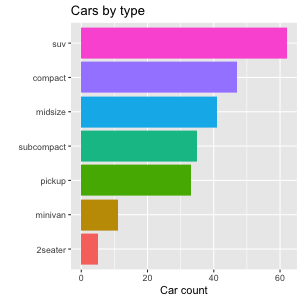 Cars by type
suv
compact
midsize
subcompact
pickup
minivan
2seater
0 20 40 60
Car count